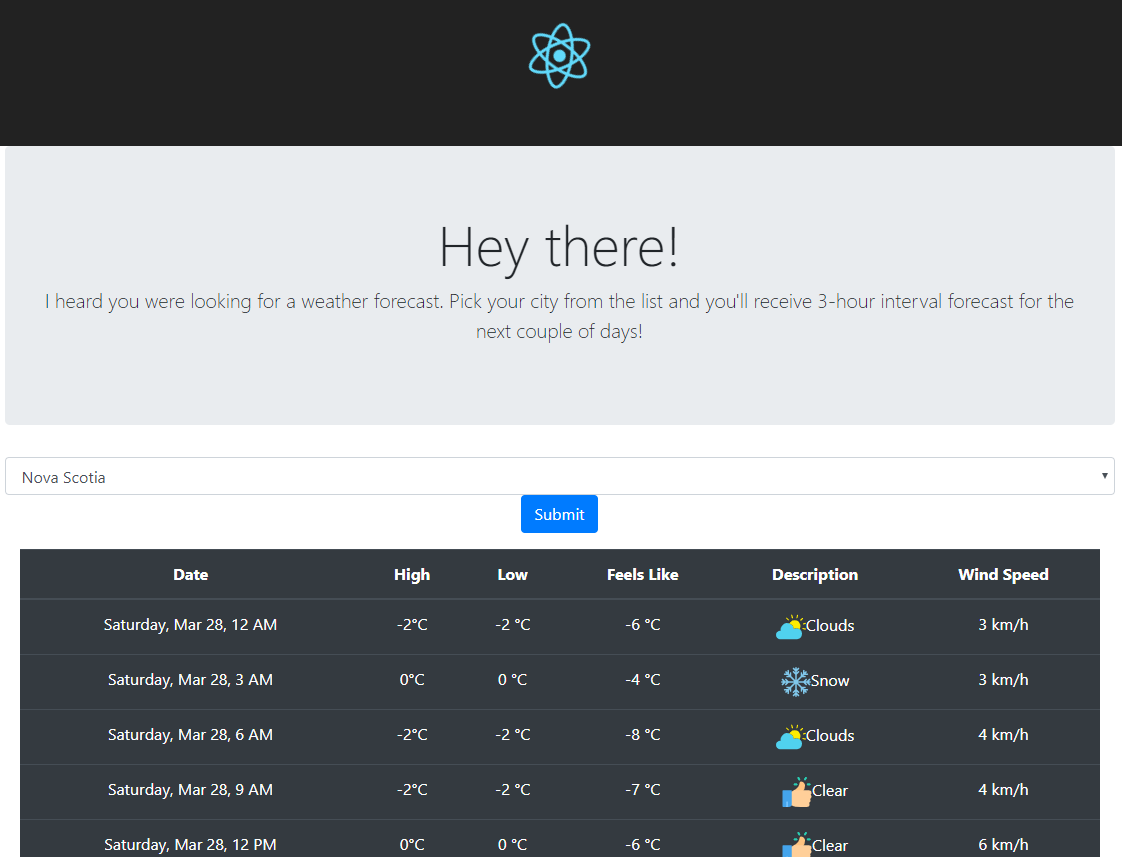 Hey there!
I heard you were looking for a weather forecast. Pick your city from the list and you'll receive 3-hour interval forecast for the
next couple of days!
Nova Scotia
Submit
Date High Low Feels Like Description Wind Speed
Saturday, Mar 28, 12 AM -2°C -2 °C -6 °C Clouds 3 km/h
Saturday, Mar 28, 3 AM 0°C 0 °C -4 °C Snow 3 km/h
Saturday, Mar 28, 6 AM -2°C -2 °C -8 °C Clouds 4 km/h
Saturday, Mar 28, 9 AM -2°C -2 °C -7 °C Clear 4 km/h
Saturday, Mar 28, 12 PM 0°C 0 °C -6 °C Clear 6 km/h